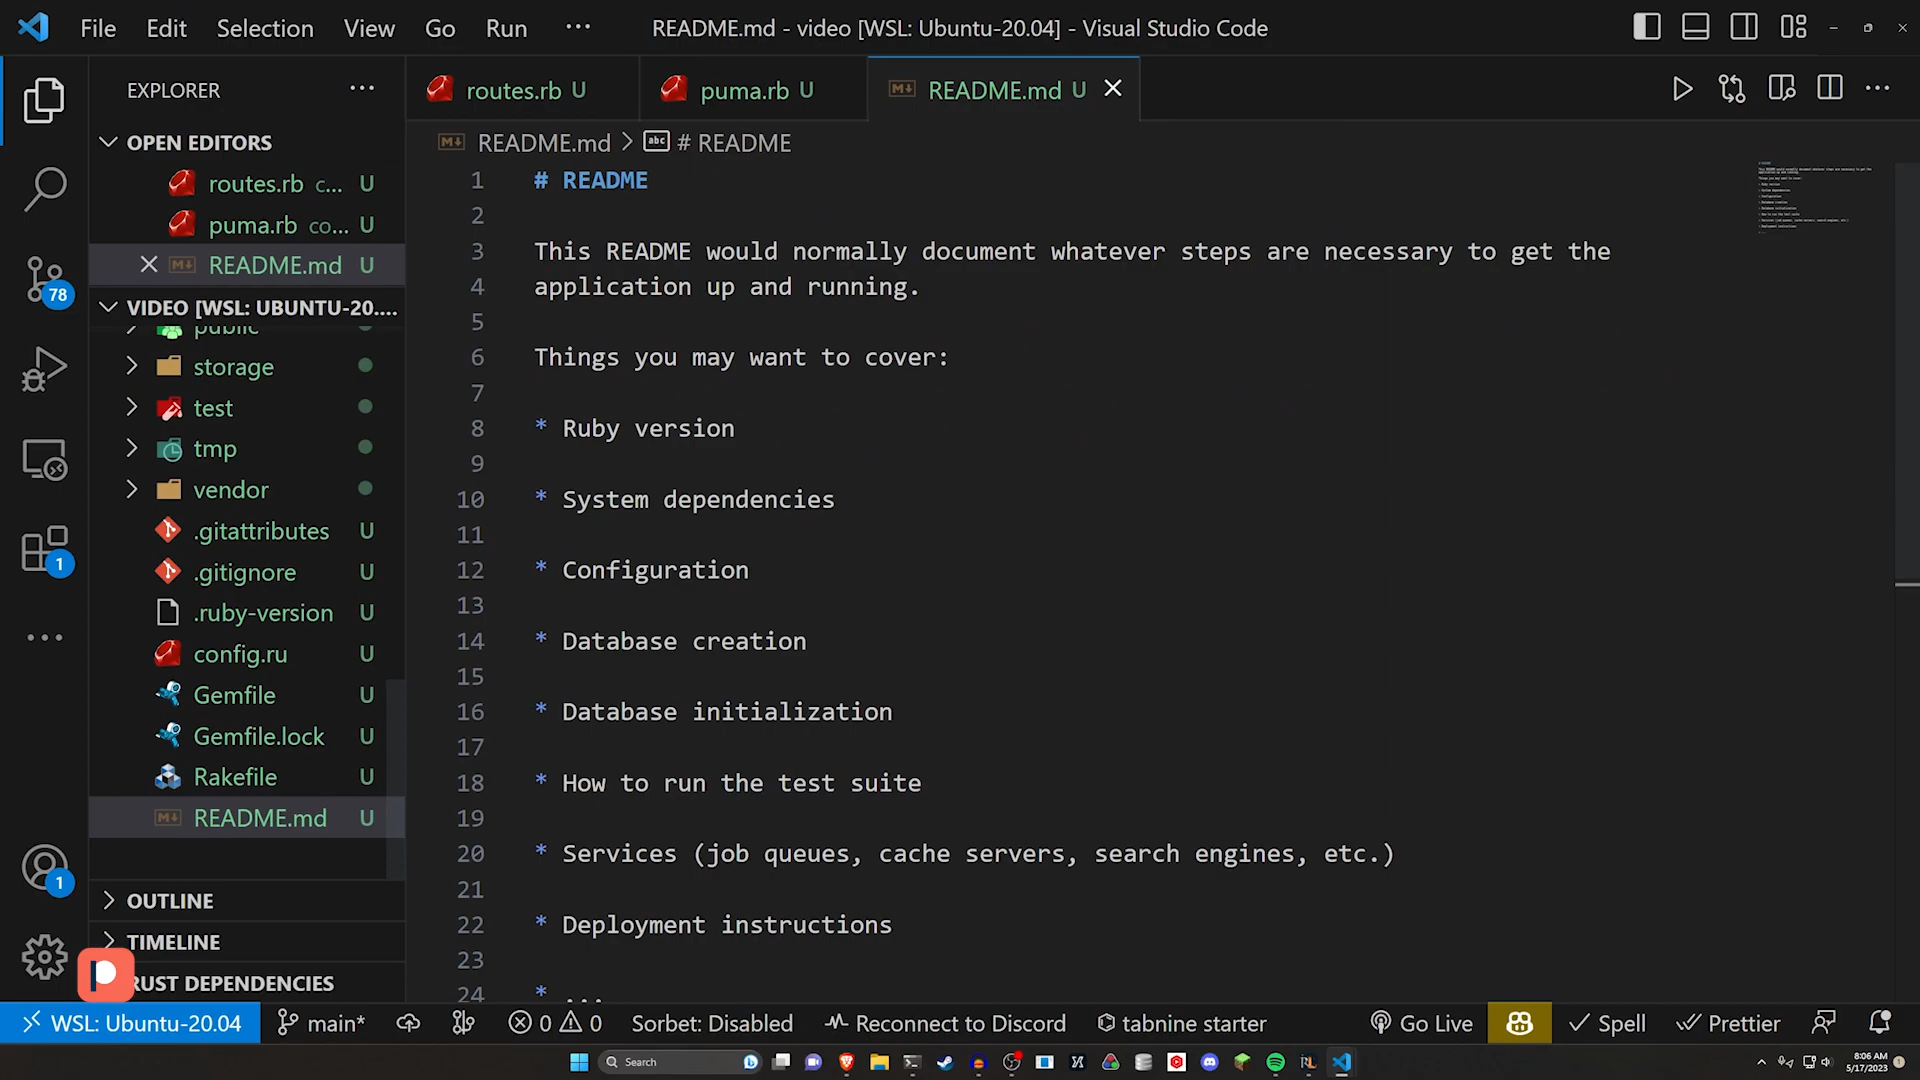 File Edit Selection View Go Run ... README.md - video [WSL: Ubuntu-20.04] - Visual Studio Code
EXPLORER
routes.rb U
puma.rb U
README.md U
OPEN EDITORS
routes.rb c... U
puma.rb co... U
README.md U
VIDEO [WSL: UBUNTU-20....
public
storage
test
tmp
vendor
.gitattributes U
.gitignore U
.ruby-version U
config.ru U
Gemfile U
Gemfile.lock U
Rakefile U
README.md U
OUTLINE
TIMELINE
RUST DEPENDENCIES
78
1
1
README.md > # README
1 # README
2
3 This README would normally document whatever steps are necessary to get the
4 application up and running.
5
6 Things you may want to cover:
7
8 * Ruby version
9
10 * System dependencies
11
12 * Configuration
13
14 * Database creation
15
16 * Database initialization
17
18 * How to run the test suite
19
20 * Services (job queues, cache servers, search engines, etc.)
21
22 * Deployment instructions
23
24 * ...
WSL: Ubuntu-20.04 main* 0 0 Sorbet: Disabled Reconnect to Discord tabnine starter Go Live Spell Prettier
Search
8:06 AM
5/17/2023